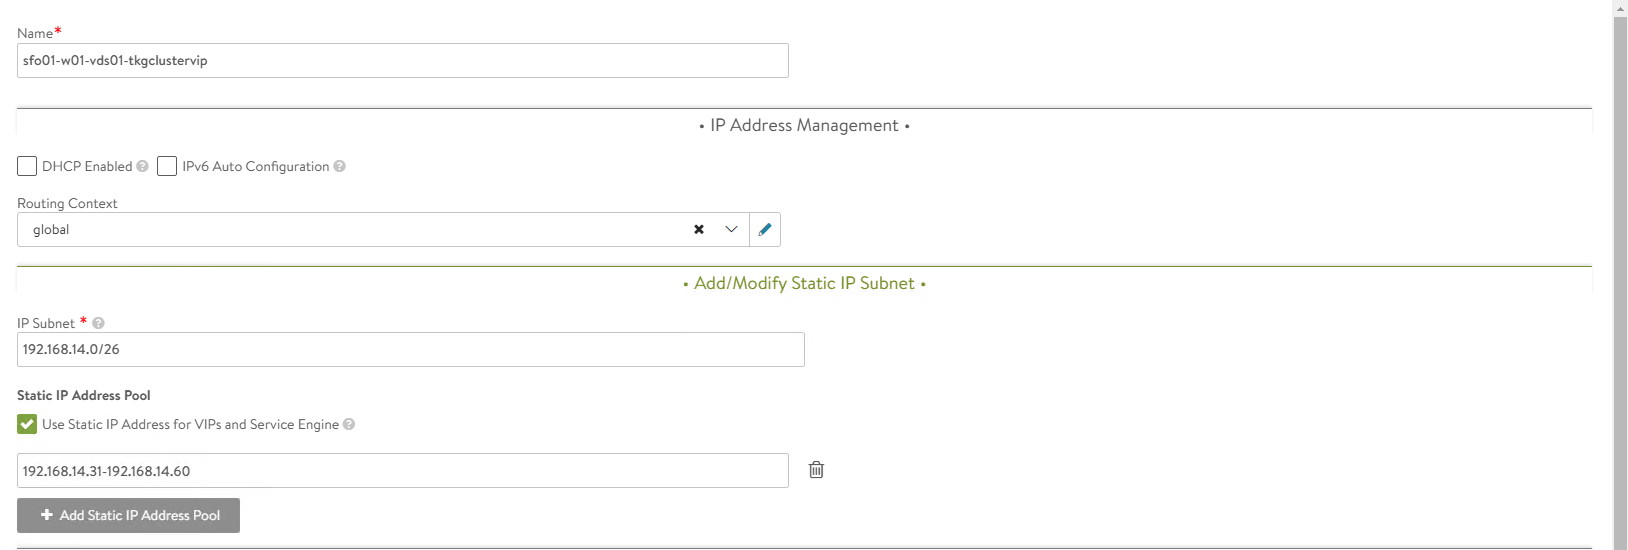 Name*
sfo01-w01-vds01-tkgclustervip
• IP Address Management •
DHCP Enabled ? IPv6 Auto Configuration ?
Routing Context
global
• Add/Modify Static IP Subnet •
IP Subnet * ?
192.168.14.0/26
Static IP Address Pool
Use Static IP Address for VIPs and Service Engine ?
192.168.14.31-192.168.14.60
+ Add Static IP Address Pool